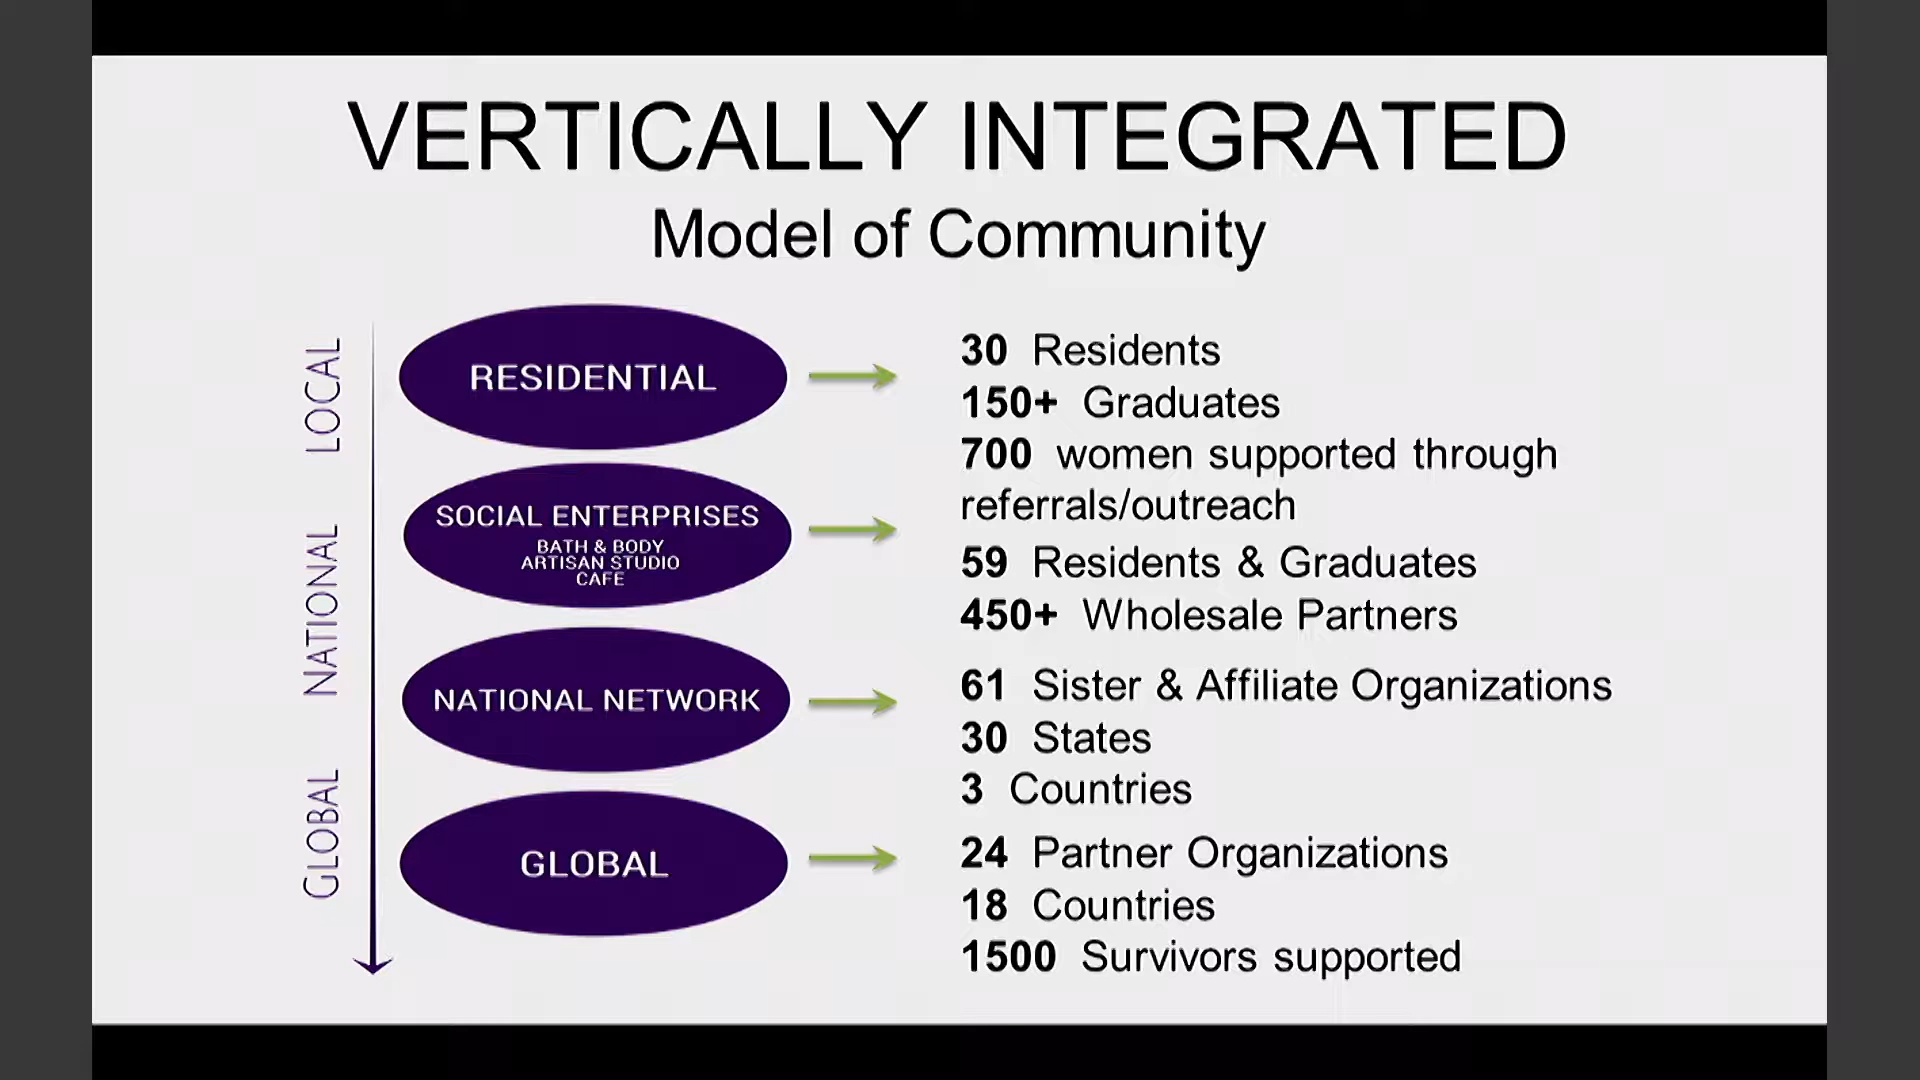 VERTICALLY INTEGRATED
Model of Community
LOCAL
NATIONAL
GLOBAL
RESIDENTIAL
30 Residents
150+ Graduates
700 women supported through
referrals/outreach
SOCIAL ENTERPRISES
BATH & BODY
ARTISAN STUDIO
CAFE
59 Residents & Graduates
450+ Wholesale Partners
NATIONAL NETWORK
61 Sister & Affiliate Organizations
30 States
3 Countries
GLOBAL
24 Partner Organizations
18 Countries
1500 Survivors supported